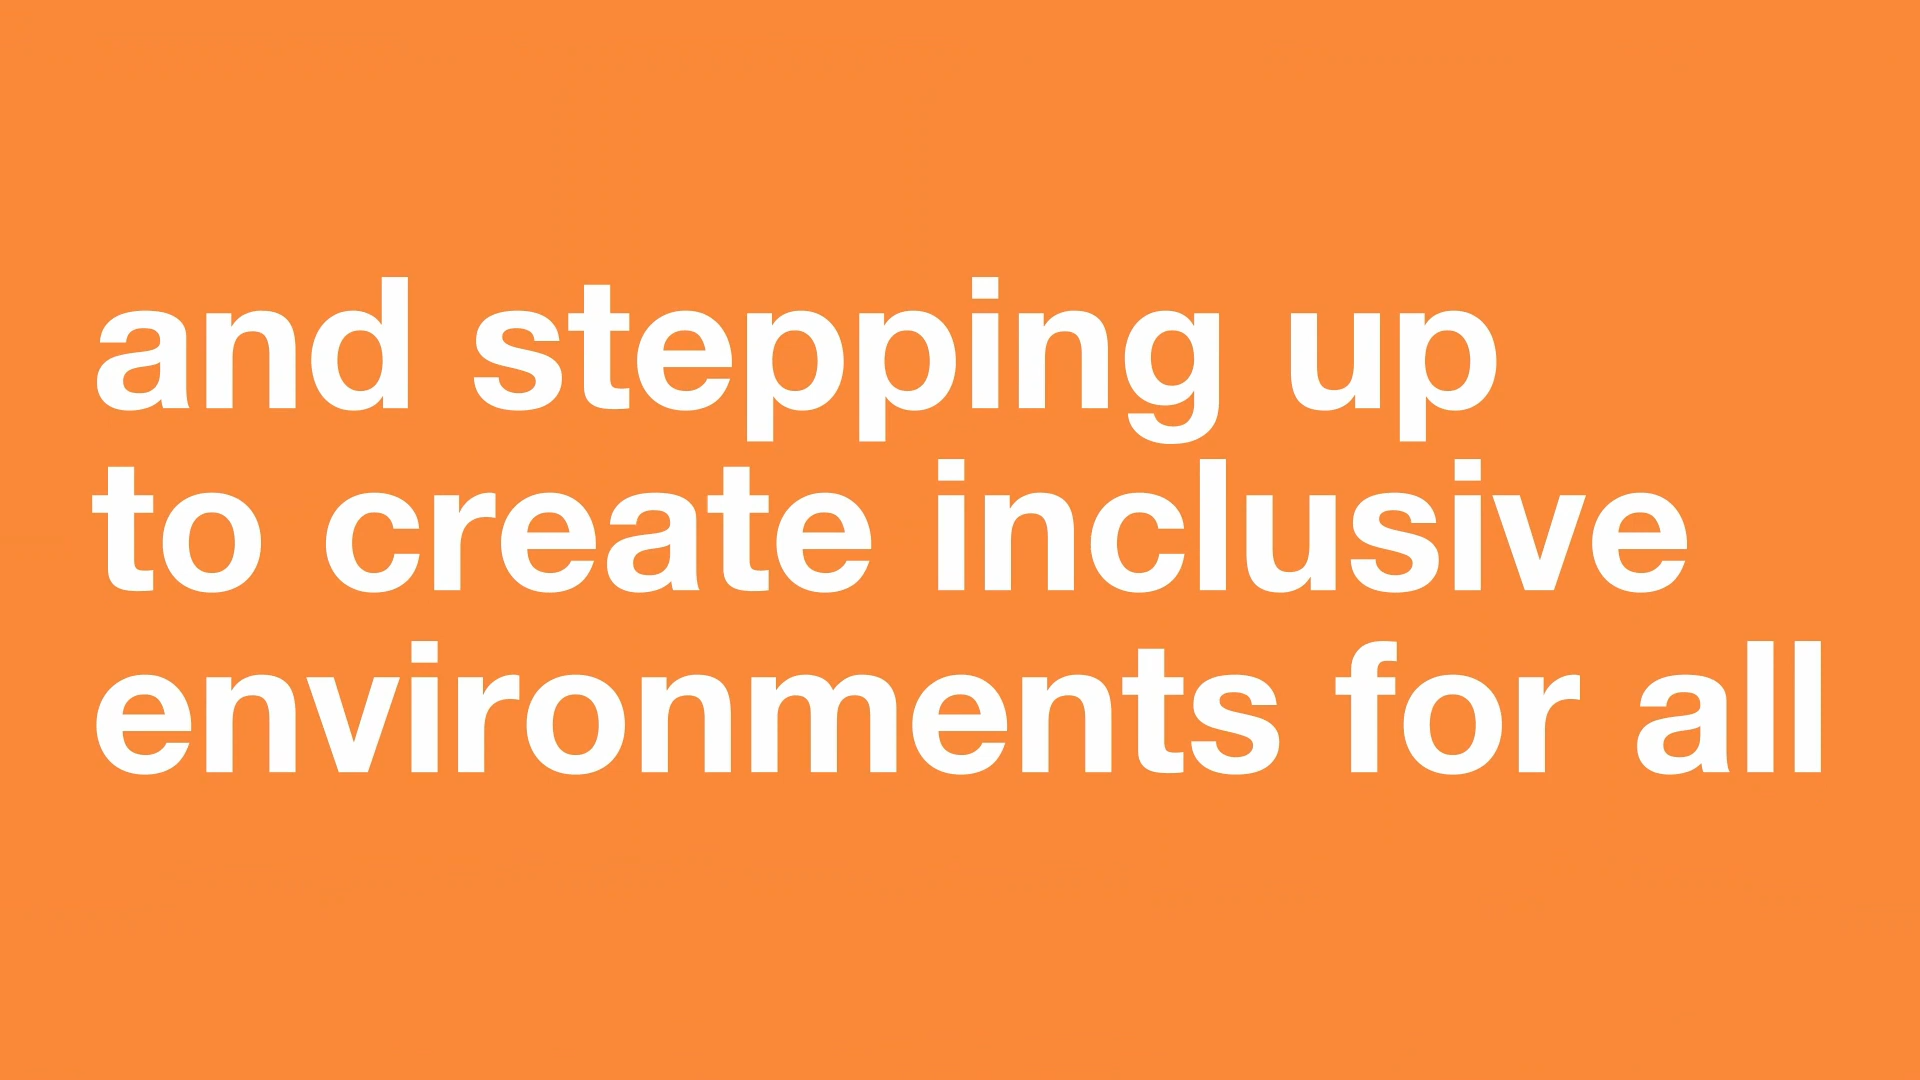 and stepping up
to create inclusive
environments for all